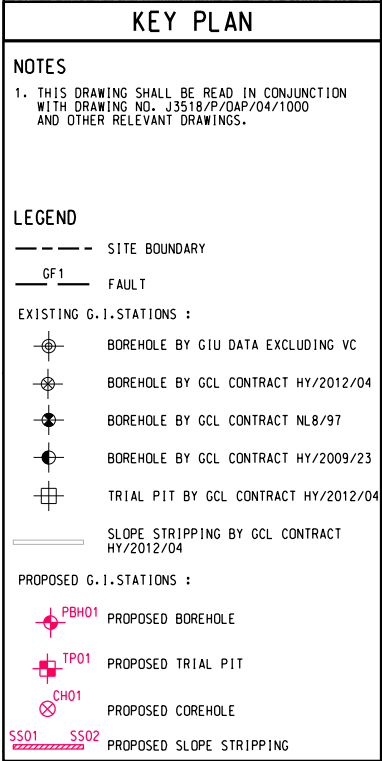 KEY PLAN
NOTES
1. THIS DRAWING SHALL BE READ IN CONJUNCTION
WITH DRAWING NO. J3518/P/OAP/04/1000
AND OTHER RELEVANT DRAWINGS.
LEGEND
SITE BOUNDARY
GF1
FAULT
EXISTING G.I.STATIONS :
BOREHOLE BY GIU DATA EXCLUDING VC
BOREHOLE BY GCL CONTRACT HY/2012/04
BOREHOLE BY GCL CONTRACT NL8/97
BOREHOLE BY GCL CONTRACT HY/2009/23
TRIAL PIT BY GCL CONTRACT HY/2012/04
SLOPE STRIPPING BY GCL CONTRACT
HY/2012/04
PROPOSED G.I.STATIONS :
PBH01 PROPOSED BOREHOLE
TP01 PROPOSED TRIAL PIT
CH01
PROPOSED COREHOLE
SS01 SS02
PROPOSED SLOPE STRIPPING